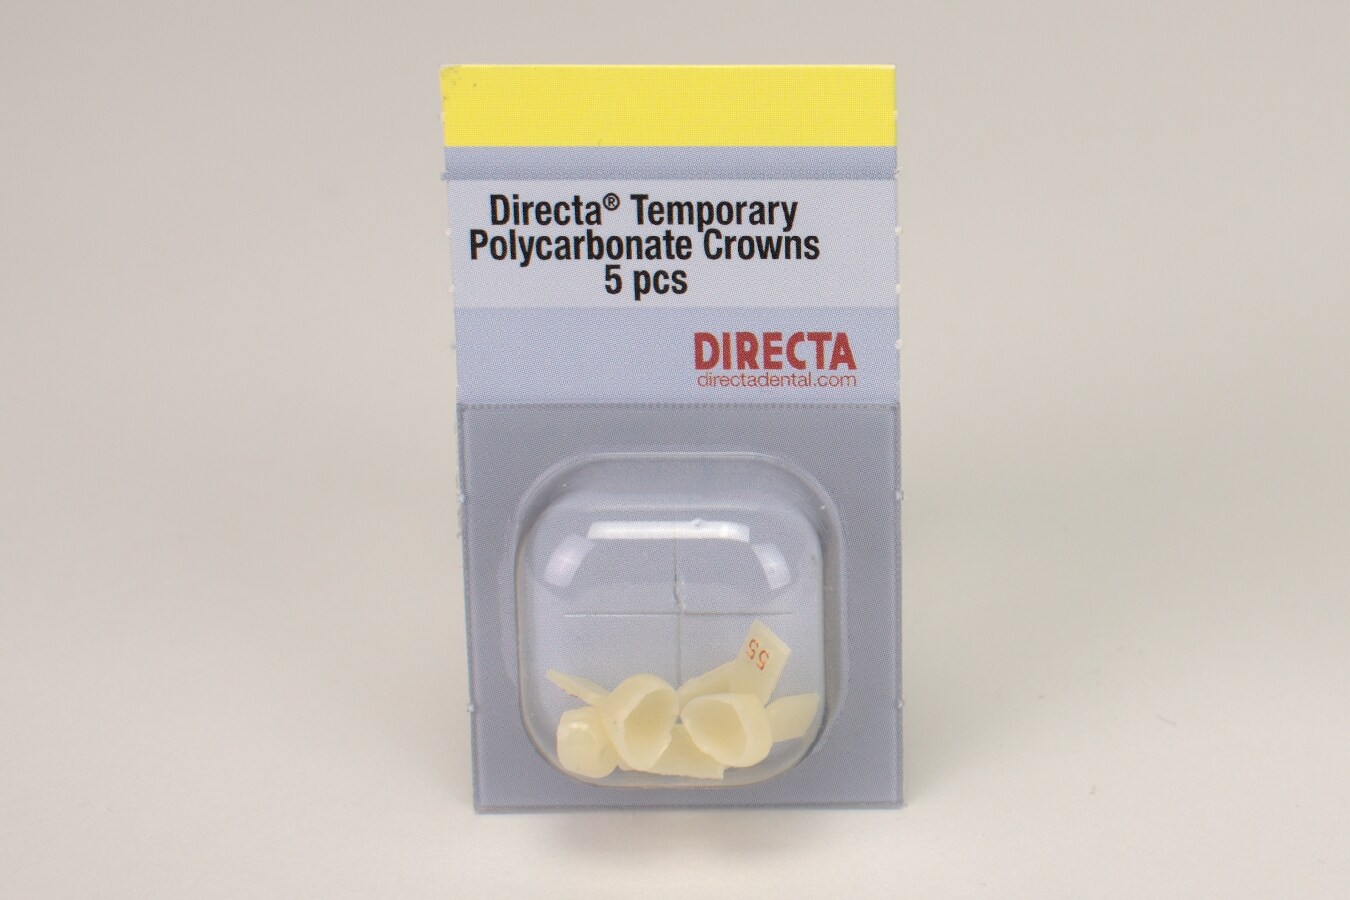 Directa® Temporary
Polycarbonate Crowns
5 pcs
DIRECTA
directadental.com
55